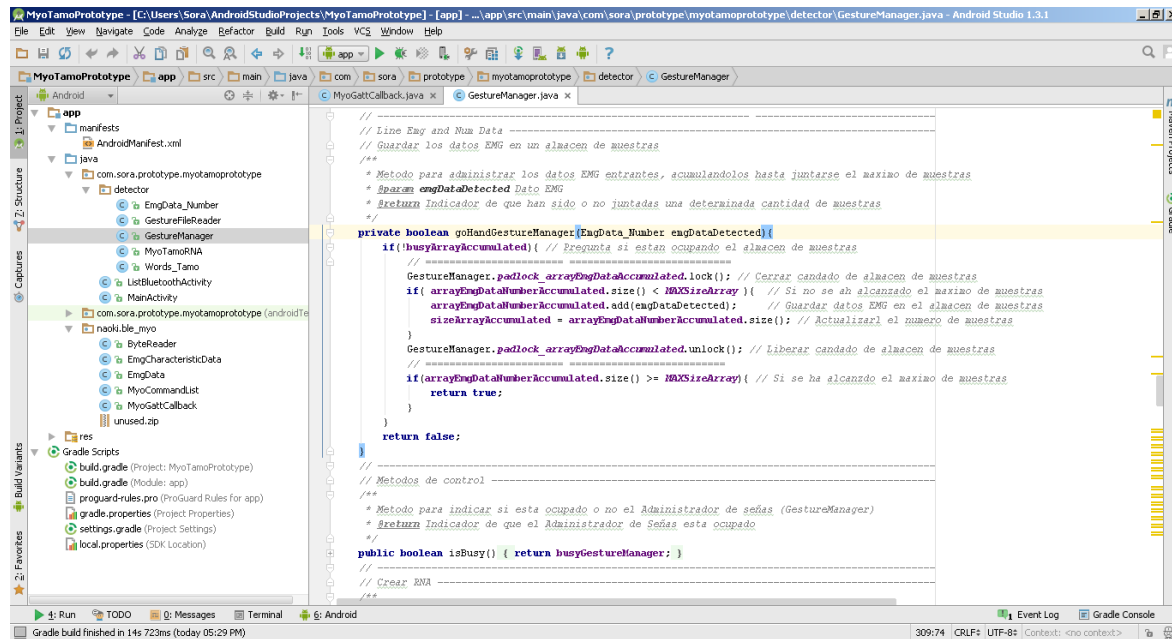 MyoTamoPrototype - [C:\Users\Sora\AndroidStudioProjects\MyoTamoPrototype] - [app] - ...\app\src\main\java\com\sora\prototype\myotamoprototype\detector\GestureManager.java - Android Studio 1.3.1
File Edit View Navigate Code Analyze Refactor Build Run Tools VCS Window Help
app
MyoTamoPrototype app src main java com sora prototype myotamoprototype detector GestureManager
Android
MyoGattCallback.java GestureManager.java
1: Project
7: Structure
Captures
Build Variants
2: Favorites
app
manifests
AndroidManifest.xml
java
com.sora.prototype.myotamoprototype
detector
EmgData_Number
GestureFileReader
GestureManager
MyoTamoRNA
Words_Tamo
ListBluetoothActivity
MainActivity
com.sora.prototype.myotamoprototype (androidTe
naoki.ble_myo
ByteReader
EmgCharacteristicData
EmgData
MyoCommandList
MyoGattCallback
unused.zip
res
Gradle Scripts
build.gradle (Project: MyoTamoPrototype)
build.gradle (Module: app)
proguard-rules.pro (ProGuard Rules for app)
gradle.properties (Project Properties)
settings.gradle (Project Settings)
local.properties (SDK Location)
// Line Emg and Num Data
// Guardar los datos EMG en un almacen de muestras
/**
* Metodo para administrar los datos EMG entrantes, acumulandolos hasta juntarse el maximo de muestras
* @param emgDataDetected Dato EMG
* @return Indicador de que han sido o no juntadas una determinada cantidad de muestras
*/
private boolean goHandGestureManager(EmgData_Number emgDataDetected){
if(!busyArrayAccumulated){ // Pregunta si estan ocupando el almacen de muestras
// ========================= =========================
GestureManager.padlock_arrayEmgDataAccumulated.lock(); // Cerrar candado de almacen de muestras
if( arrayEmgDataNumberAccumulated.size() < MAXSizeArray ){ // Si no se ah alcanzado el maximo de muestras
arrayEmgDataNumberAccumulated.add(emgDataDetected); // Guardar datos EMG en el almacen de muestras
sizeArrayAccumulated = arrayEmgDataNumberAccumulated.size(); // Actualizarl el numero de muestras
}
GestureManager.padlock_arrayEmgDataAccumulated.unlock(); // Liberar candado de almacen de muestras
// ========================= =========================
if(arrayEmgDataNumberAccumulated.size() >= MAXSizeArray){ // Si se ha alcanzdo el maximo de muestras
return true;
}
}
return false;
}
// Metodos de control
/**
* Metodo para indicar si esta ocupado o no el Administrador de señas (GestureManager)
* @return Indicador de que el Administrador de Señas esta ocupado
*/
public boolean isBusy() { return busyGestureManager; }
// Crear RNA
/**
4: Run TODO 0: Messages Terminal 6: Android 1 Event Log Gradle Console
Gradle build finished in 14s 723ms (today 05:29 PM) 309:74 CRLF UTF-8 Context: <no context>